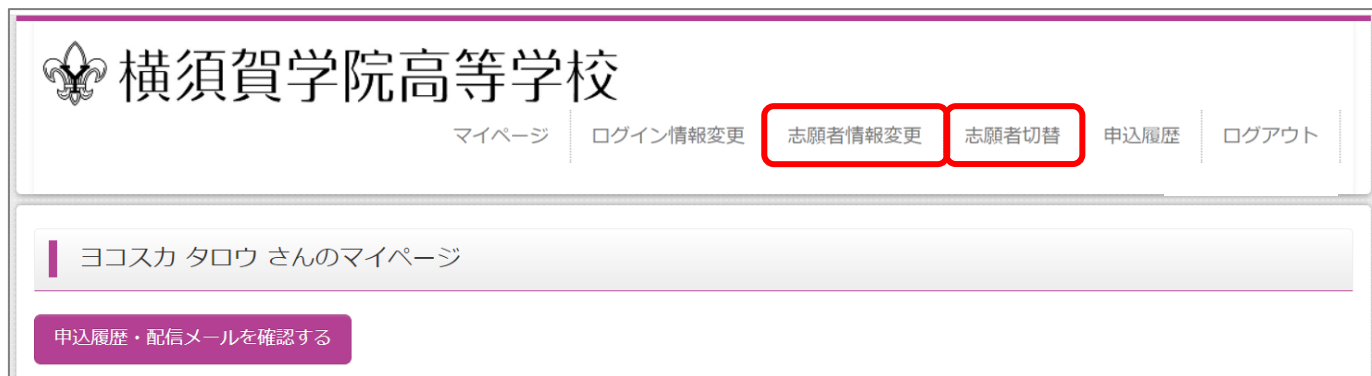 横須賀学院高等学校
マイページ ログイン情報変更 志願者情報変更 志願者切替 申込履歴 ログアウト
ヨコスカ タロウ さんのマイページ
申込履歴・配信メールを確認する